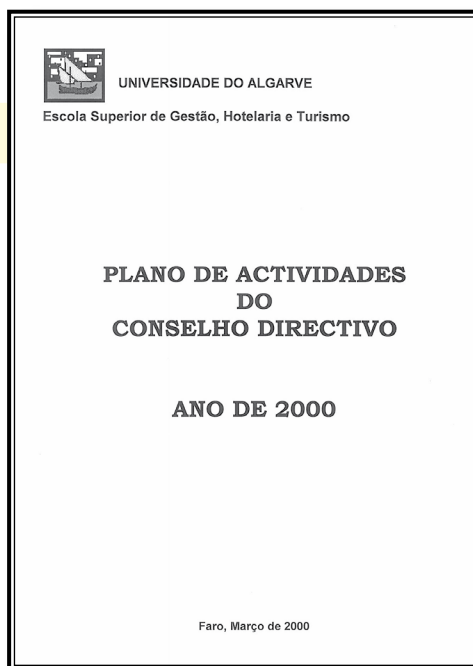 UNIVERSIDADE DO ALGARVE
Escola Superior de Gestão, Hotelaria e Turismo
PLANO DE ACTIVIDADES
DO
CONSELHO DIRECTIVO
ANO DE 2000
Faro, Março de 2000